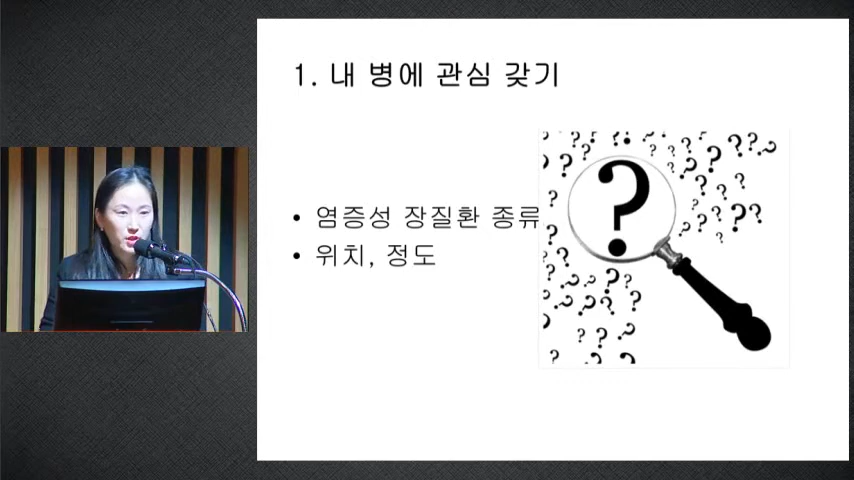 1. 내 병에 관심 갖기
• 염증성 장질환 종류
• 위치, 정도